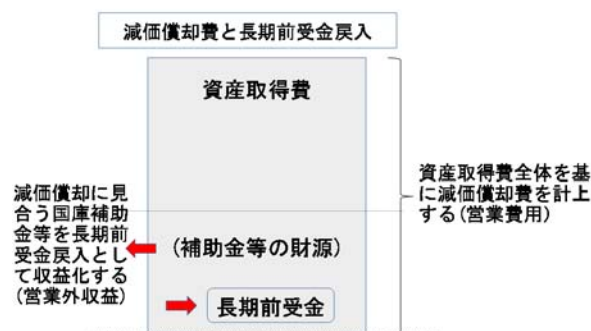 減価償却費と長期前受金戻入
資産取得費
資産取得費全体を基
に減価償却費を計上
する(営業費用)
減価償却に見
合う国庫補助
金等を長期前
受金戻入とし
て収益化する
(営業外収益)
(補助金等の財源)
長期前受金